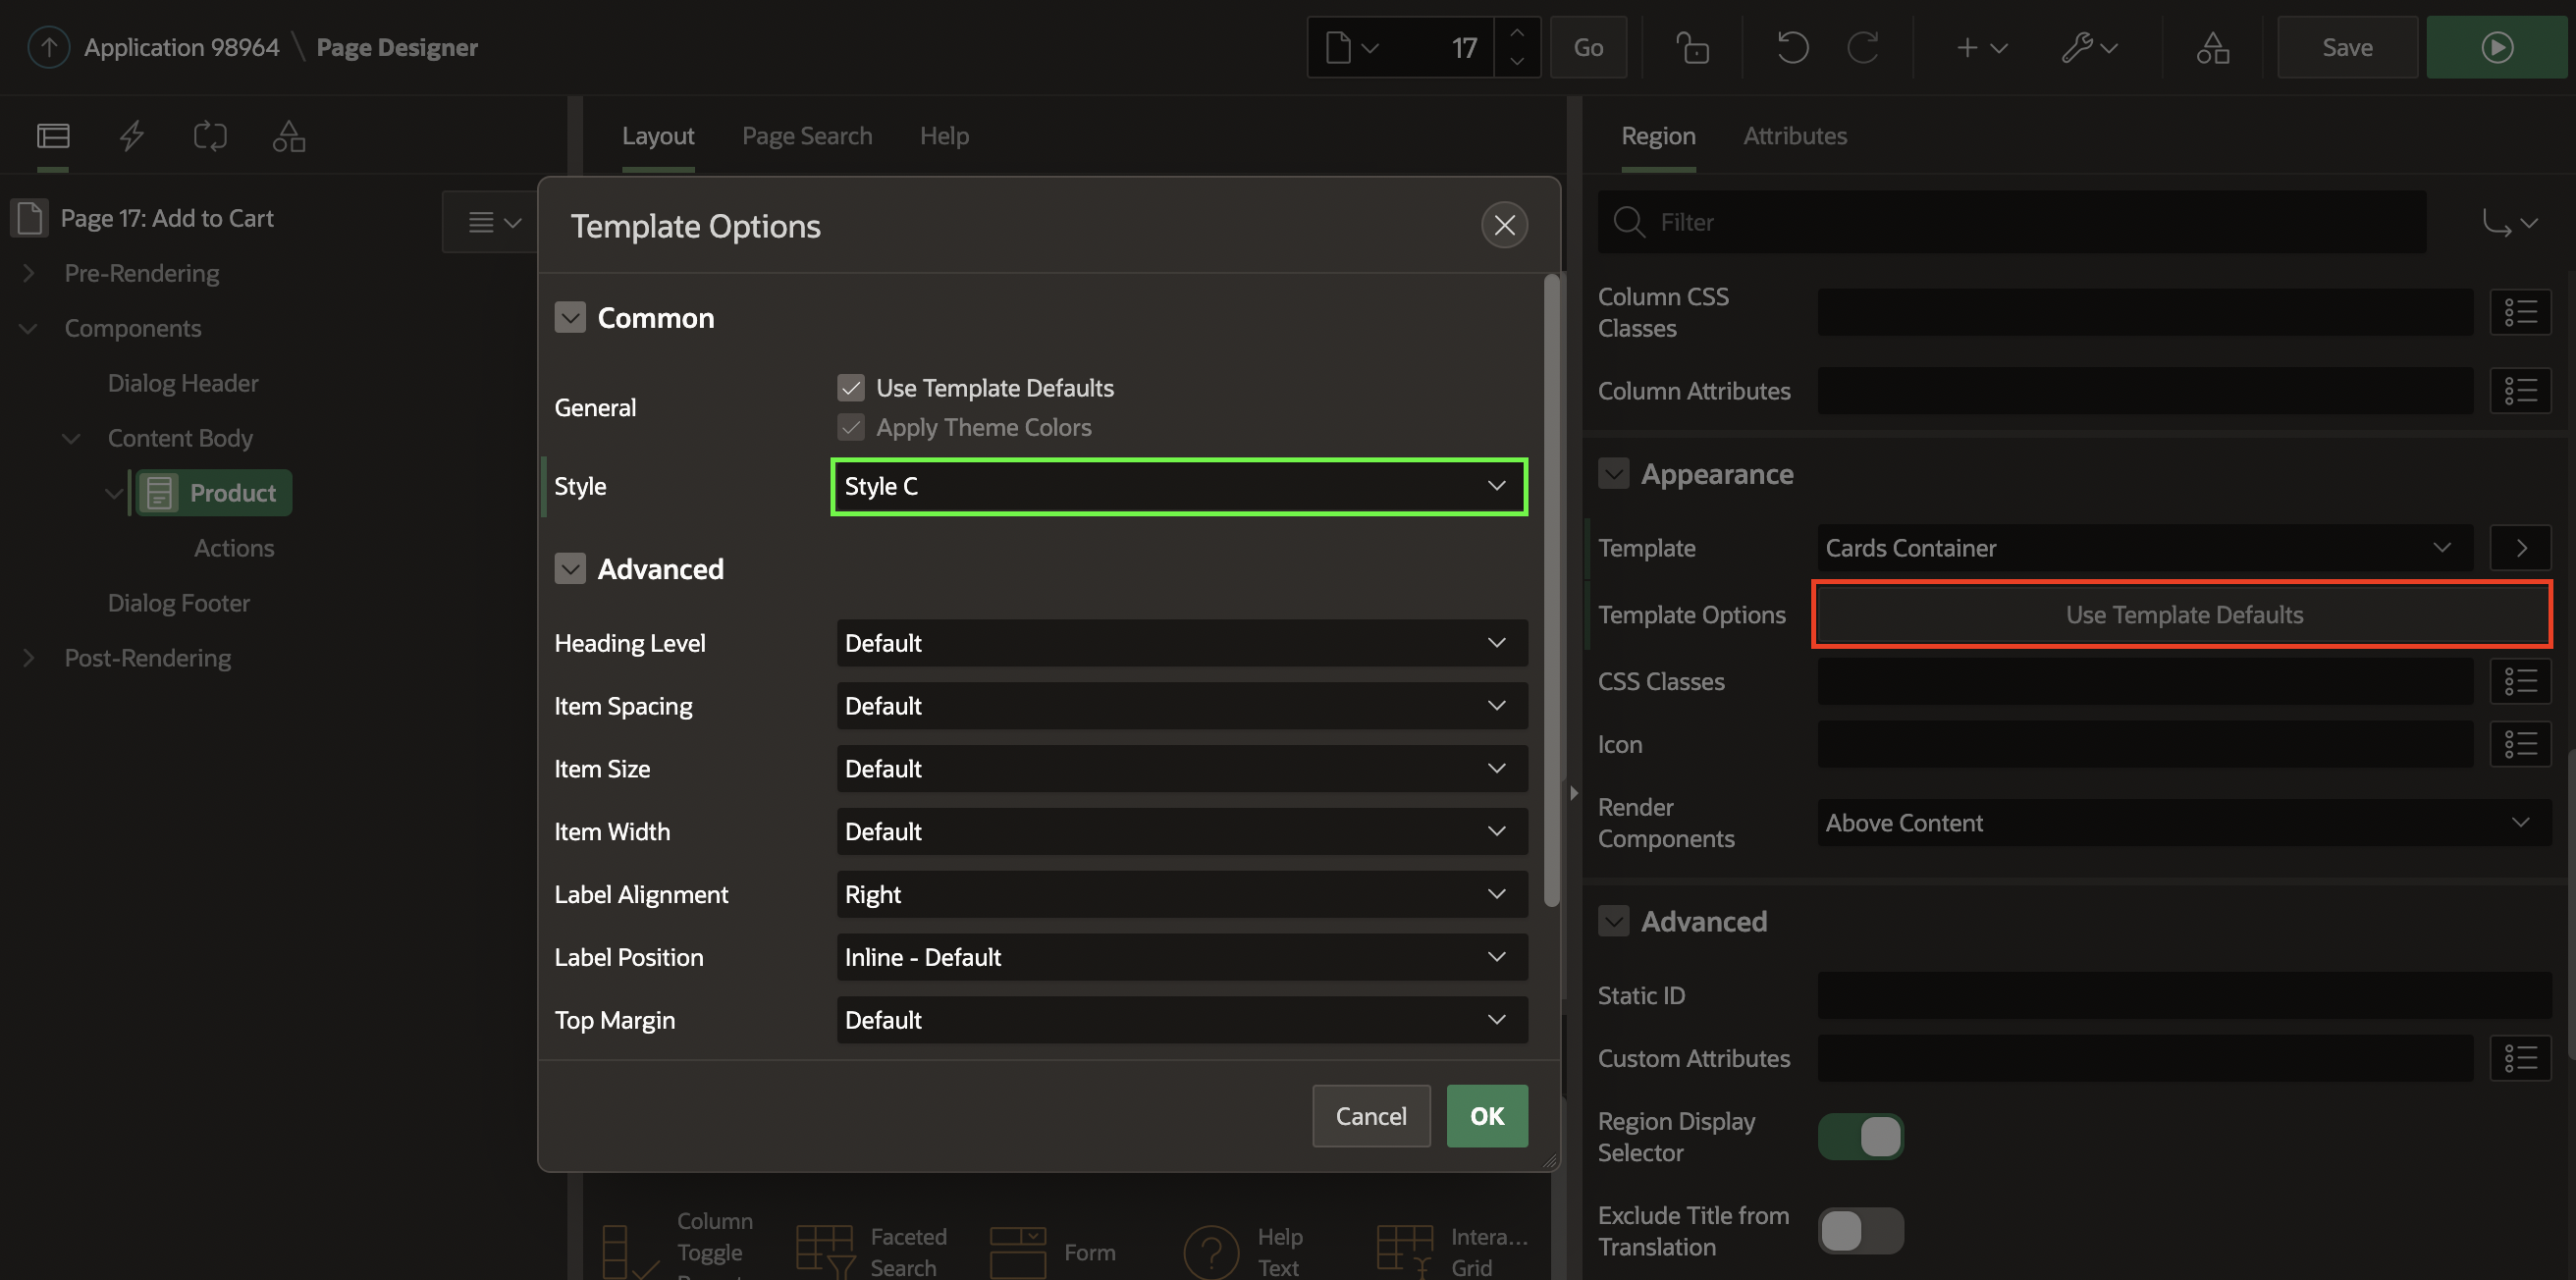 Application 98964 \ Page Designer
17
Go
Save
Layout
Page Search
Help
Region
Attributes
Page 17: Add to Cart
Pre-Rendering
Components
Dialog Header
Content Body
Product
Actions
Dialog Footer
Post-Rendering
Template Options
Common
General
Use Template Defaults
Apply Theme Colors
Style
Style C
Advanced
Heading Level
Default
Item Spacing
Default
Item Size
Default
Item Width
Default
Label Alignment
Right
Label Position
Inline - Default
Top Margin
Default
Cancel
OK
Column
Toggle
Faceted
Search
Form
Help
Text
Intera...
Grid
Filter
Column CSS
Classes
Column Attributes
Appearance
Template
Cards Container
Template Options
Use Template Defaults
CSS Classes
Icon
Render
Components
Above Content
Advanced
Static ID
Custom Attributes
Region Display
Selector
Exclude Title from
Translation